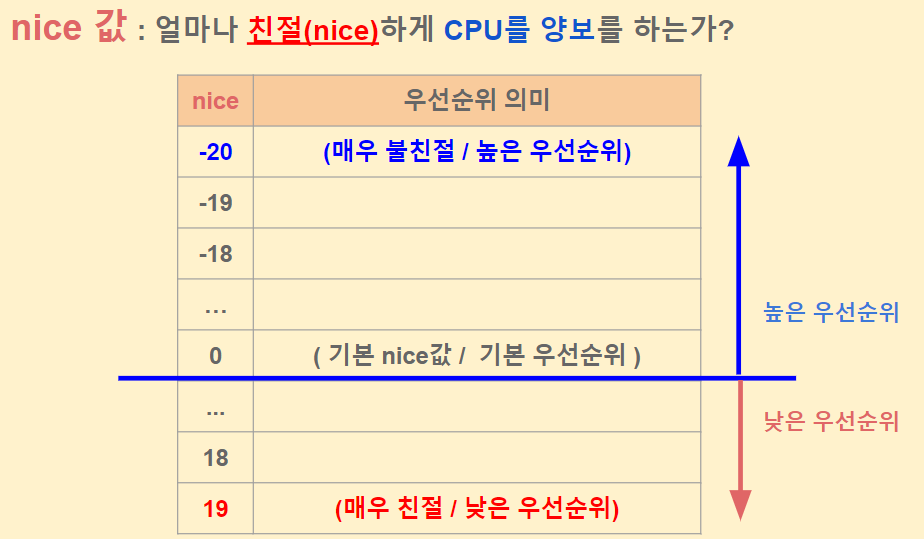 nice 값 : 얼마나 친절(nice)하게 CPU를 양보를 하는가?
nice 우선순위 의미
-20 (매우 불친절 / 높은 우선순위)
-19
-18
...
높은 우선순위
0 ( 기본 nice값 / 기본 우선순위 )
...
낮은 우선순위
18
19 (매우 친절 / 낮은 우선순위)